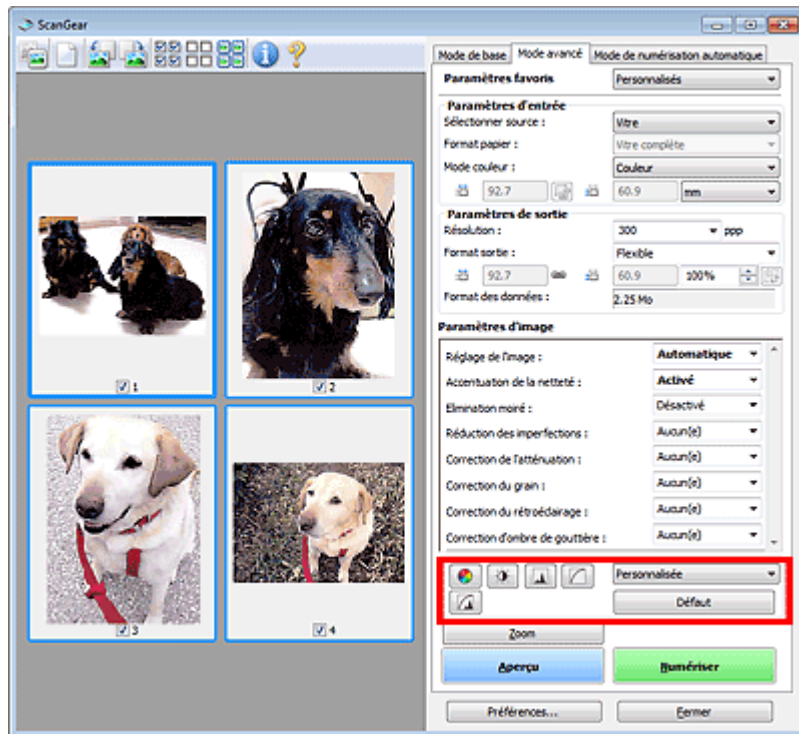 ScanGear
Mode de base Mode avancé Mode de numérisation automatique
Paramètres favoris Personnalisés
Paramètres d'entrée
Sélectionner source : Vitre
Format papier : Vitre complète
Mode couleur : Couleur
92.7 60.9 mm
Paramètres de sortie
Résolution : 300 ppp
Format sortie : Flexible
92.7 60.9 100%
Format des données : 2.25 Mo
Paramètres d'image
Réglage de l'image : Automatique
Accentuation de la netteté : Activé
Elimination moiré : Désactivé
Réduction des imperfections : Aucun(e)
Correction de l'atténuation : Aucun(e)
Correction du grain : Aucun(e)
Correction du rétroéclairage : Aucun(e)
Correction d'ombre de gouttière : Aucun(e)
Personnalisée
Défaut
Zoom
Aperçu Numériser
Préférences... Fermer
1
2
3
4